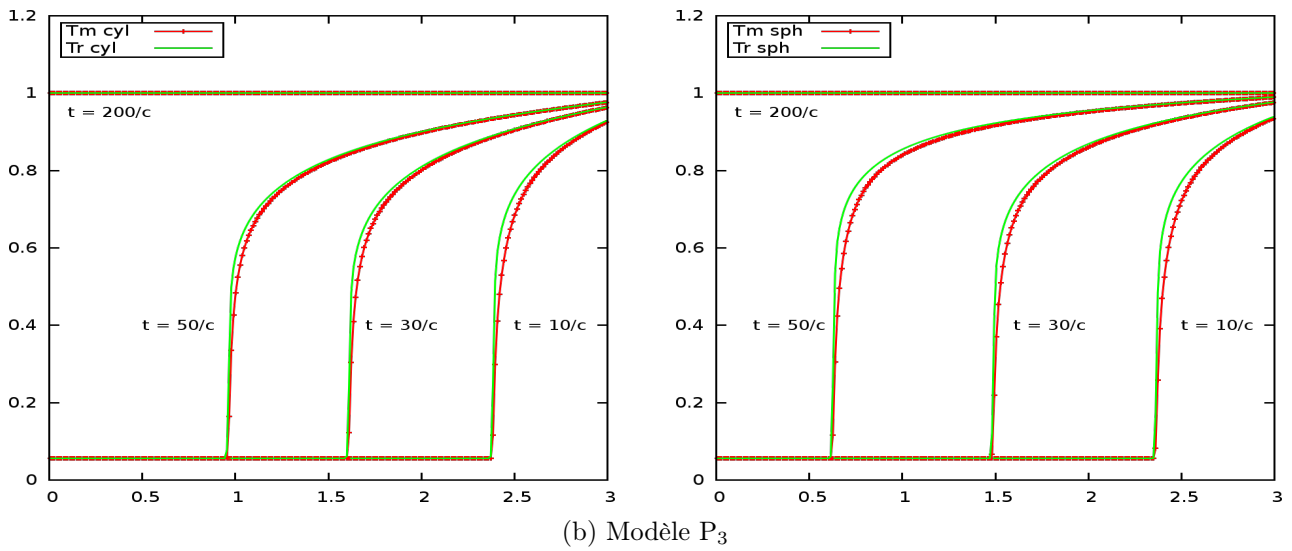 1.2
Tm cyl
Tr cyl
1
t = 200/c
0.8
0.6
0.4
t = 50/c
t = 30/c
t = 10/c
0.2
0
0 0.5 1 1.5 2 2.5 3
1.2
Tm sph
Tr sph
1
t = 200/c
0.8
0.6
0.4
t = 50/c
t = 30/c
t = 10/c
0.2
0
0 0.5 1 1.5 2 2.5 3
(b) Modèle P₃